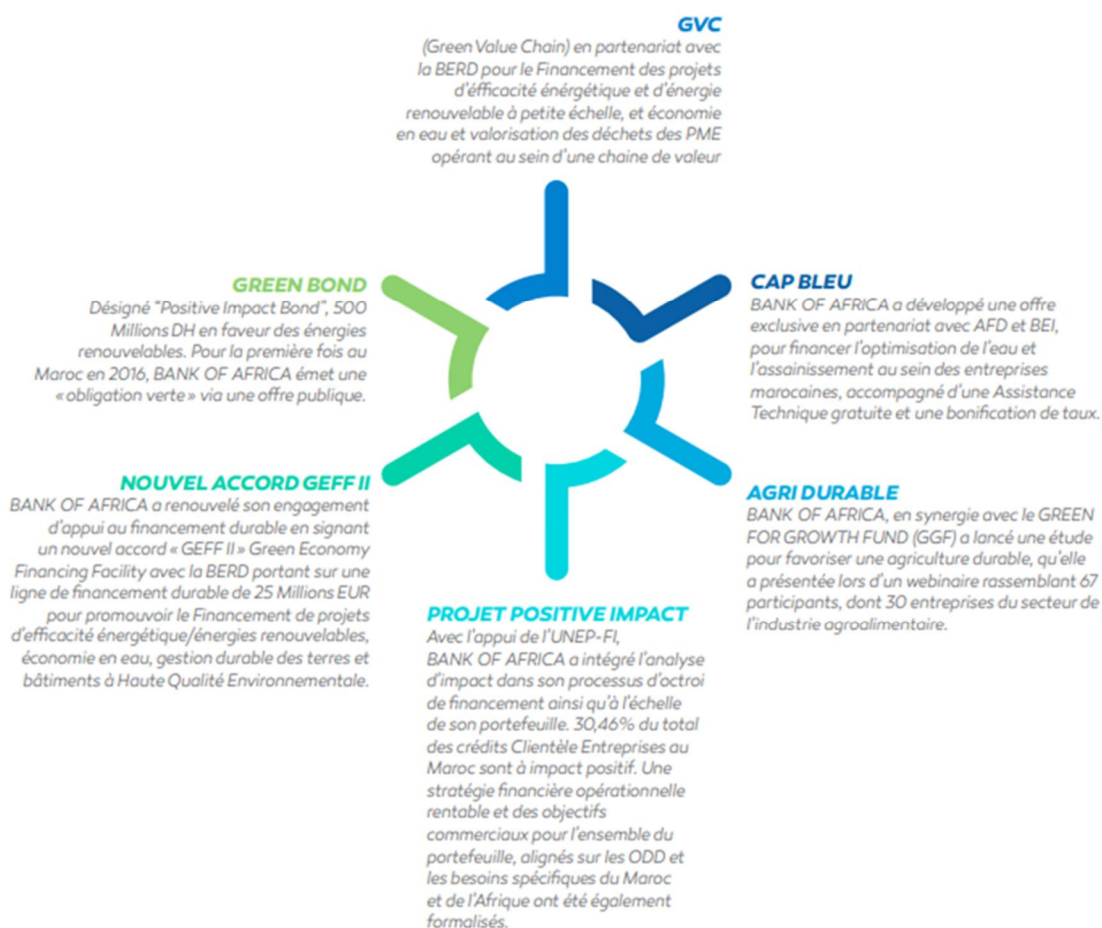 GVC
(Green Value Chain) en partenariat avec
la BERD pour le Financement des projets
d'éfficacité énérgétique et d'énergie
renouvelable à petite échelle, et économie
en eau et valorisation des déchets des PME
opérant au sein d'une chaine de valeur
GREEN BOND
Désigné "Positive Impact Bond", 500
Millions DH en faveur des énergies
renouvelables. Pour la première fois au
Maroc en 2016, BANK OF AFRICA émet une
« obligation verte » via une offre publique.
CAP BLEU
BANK OF AFRICA a développé une offre
exclusive en partenariat avec AFD et BEI,
pour financer l'optimisation de l'eau et
l'assainissement au sein des entreprises
marocaines, accompagné d'une Assistance
Technique gratuite et une bonification de taux.
NOUVEL ACCORD GEFF II
BANK OF AFRICA a renouvelé son engagement
d'appui au financement durable en signant
un nouvel accord « GEFF II » Green Economy
Financing Facility avec la BERD portant sur une
ligne de financement durable de 25 Millions EUR
pour promouvoir le Financement de projets
d'efficacité énergétique/énergies renouvelables,
économie en eau, gestion durable des terres et
bâtiments à Haute Qualité Environnementale.
AGRI DURABLE
BANK OF AFRICA, en synergie avec le GREEN
FOR GROWTH FUND (GGF) a lancé une étude
pour favoriser une agriculture durable, qu'elle
a présentée lors d'un webinaire rassemblant 67
participants, dont 30 entreprises du secteur de
l'industrie agroalimentaire.
PROJET POSITIVE IMPACT
Avec l'appui de l'UNEP-FI,
BANK OF AFRICA a intégré l'analyse
d'impact dans son processus d'octroi
de financement ainsi qu'à l'échelle
de son portefeuille. 30,46% du total
des crédits Clientèle Entreprises au
Maroc sont à impact positif. Une
stratégie financière opérationnelle
rentable et des objectifs
commerciaux pour l'ensemble du
portefeuille, alignés sur les ODD et
les besoins spécifiques du Maroc
et de l'Afrique ont été également
formalisés.